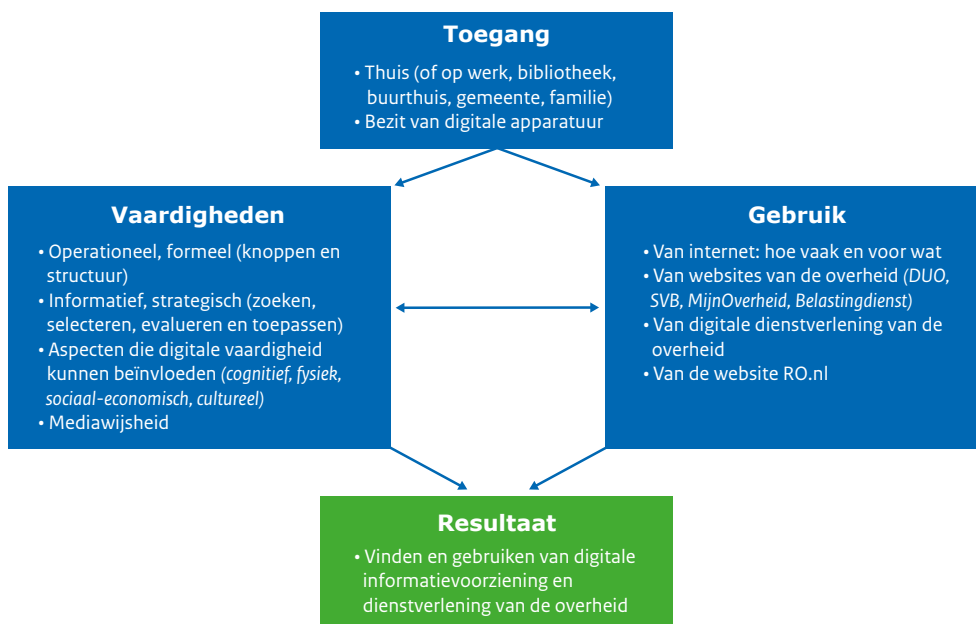 Toegang
• Thuis (of op werk, bibliotheek,
buurthuis, gemeente, familie)
• Bezit van digitale apparatuur
Vaardigheden
• Operationeel, formeel (knoppen en
structuur)
• Informatief, strategisch (zoeken,
selecteren, evalueren en toepassen)
• Aspecten die digitale vaardigheid
kunnen beïnvloeden (cognitief, fysiek,
sociaal-economisch, cultureel)
• Mediawijsheid
Gebruik
• Van internet: hoe vaak en voor wat
• Van websites van de overheid (DUO,
SVB, MijnOverheid, Belastingdienst)
• Van digitale dienstverlening van de
overheid
• Van de website RO.nl
Resultaat
• Vinden en gebruiken van digitale
informatievoorziening en
dienstverlening van de overheid